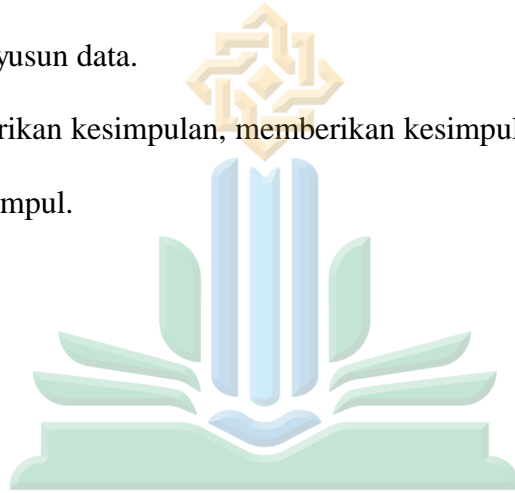 yusun data.
rikan kesimpulan, memberikan kesimpul
mpul.